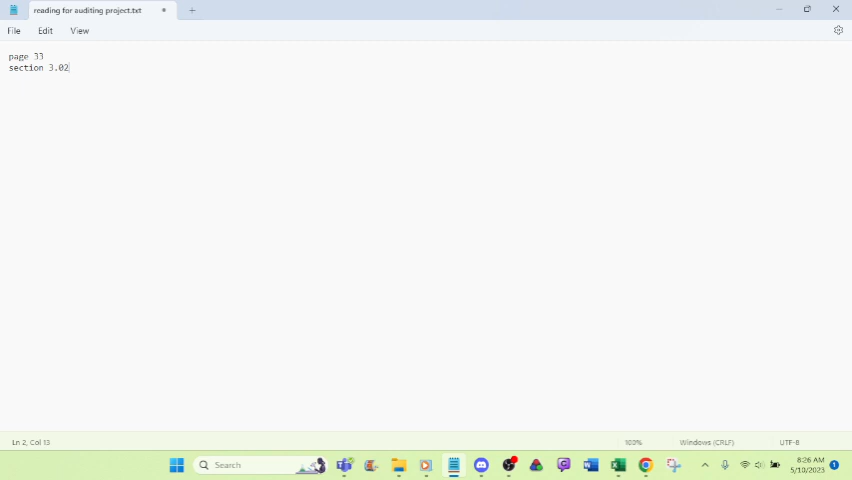 reading for auditing project.txt
File Edit View
page 33
section 3.02
Ln 2, Col 13 100% Windows (CRLF) UTF-8
Search 8:26 AM
5/10/2023